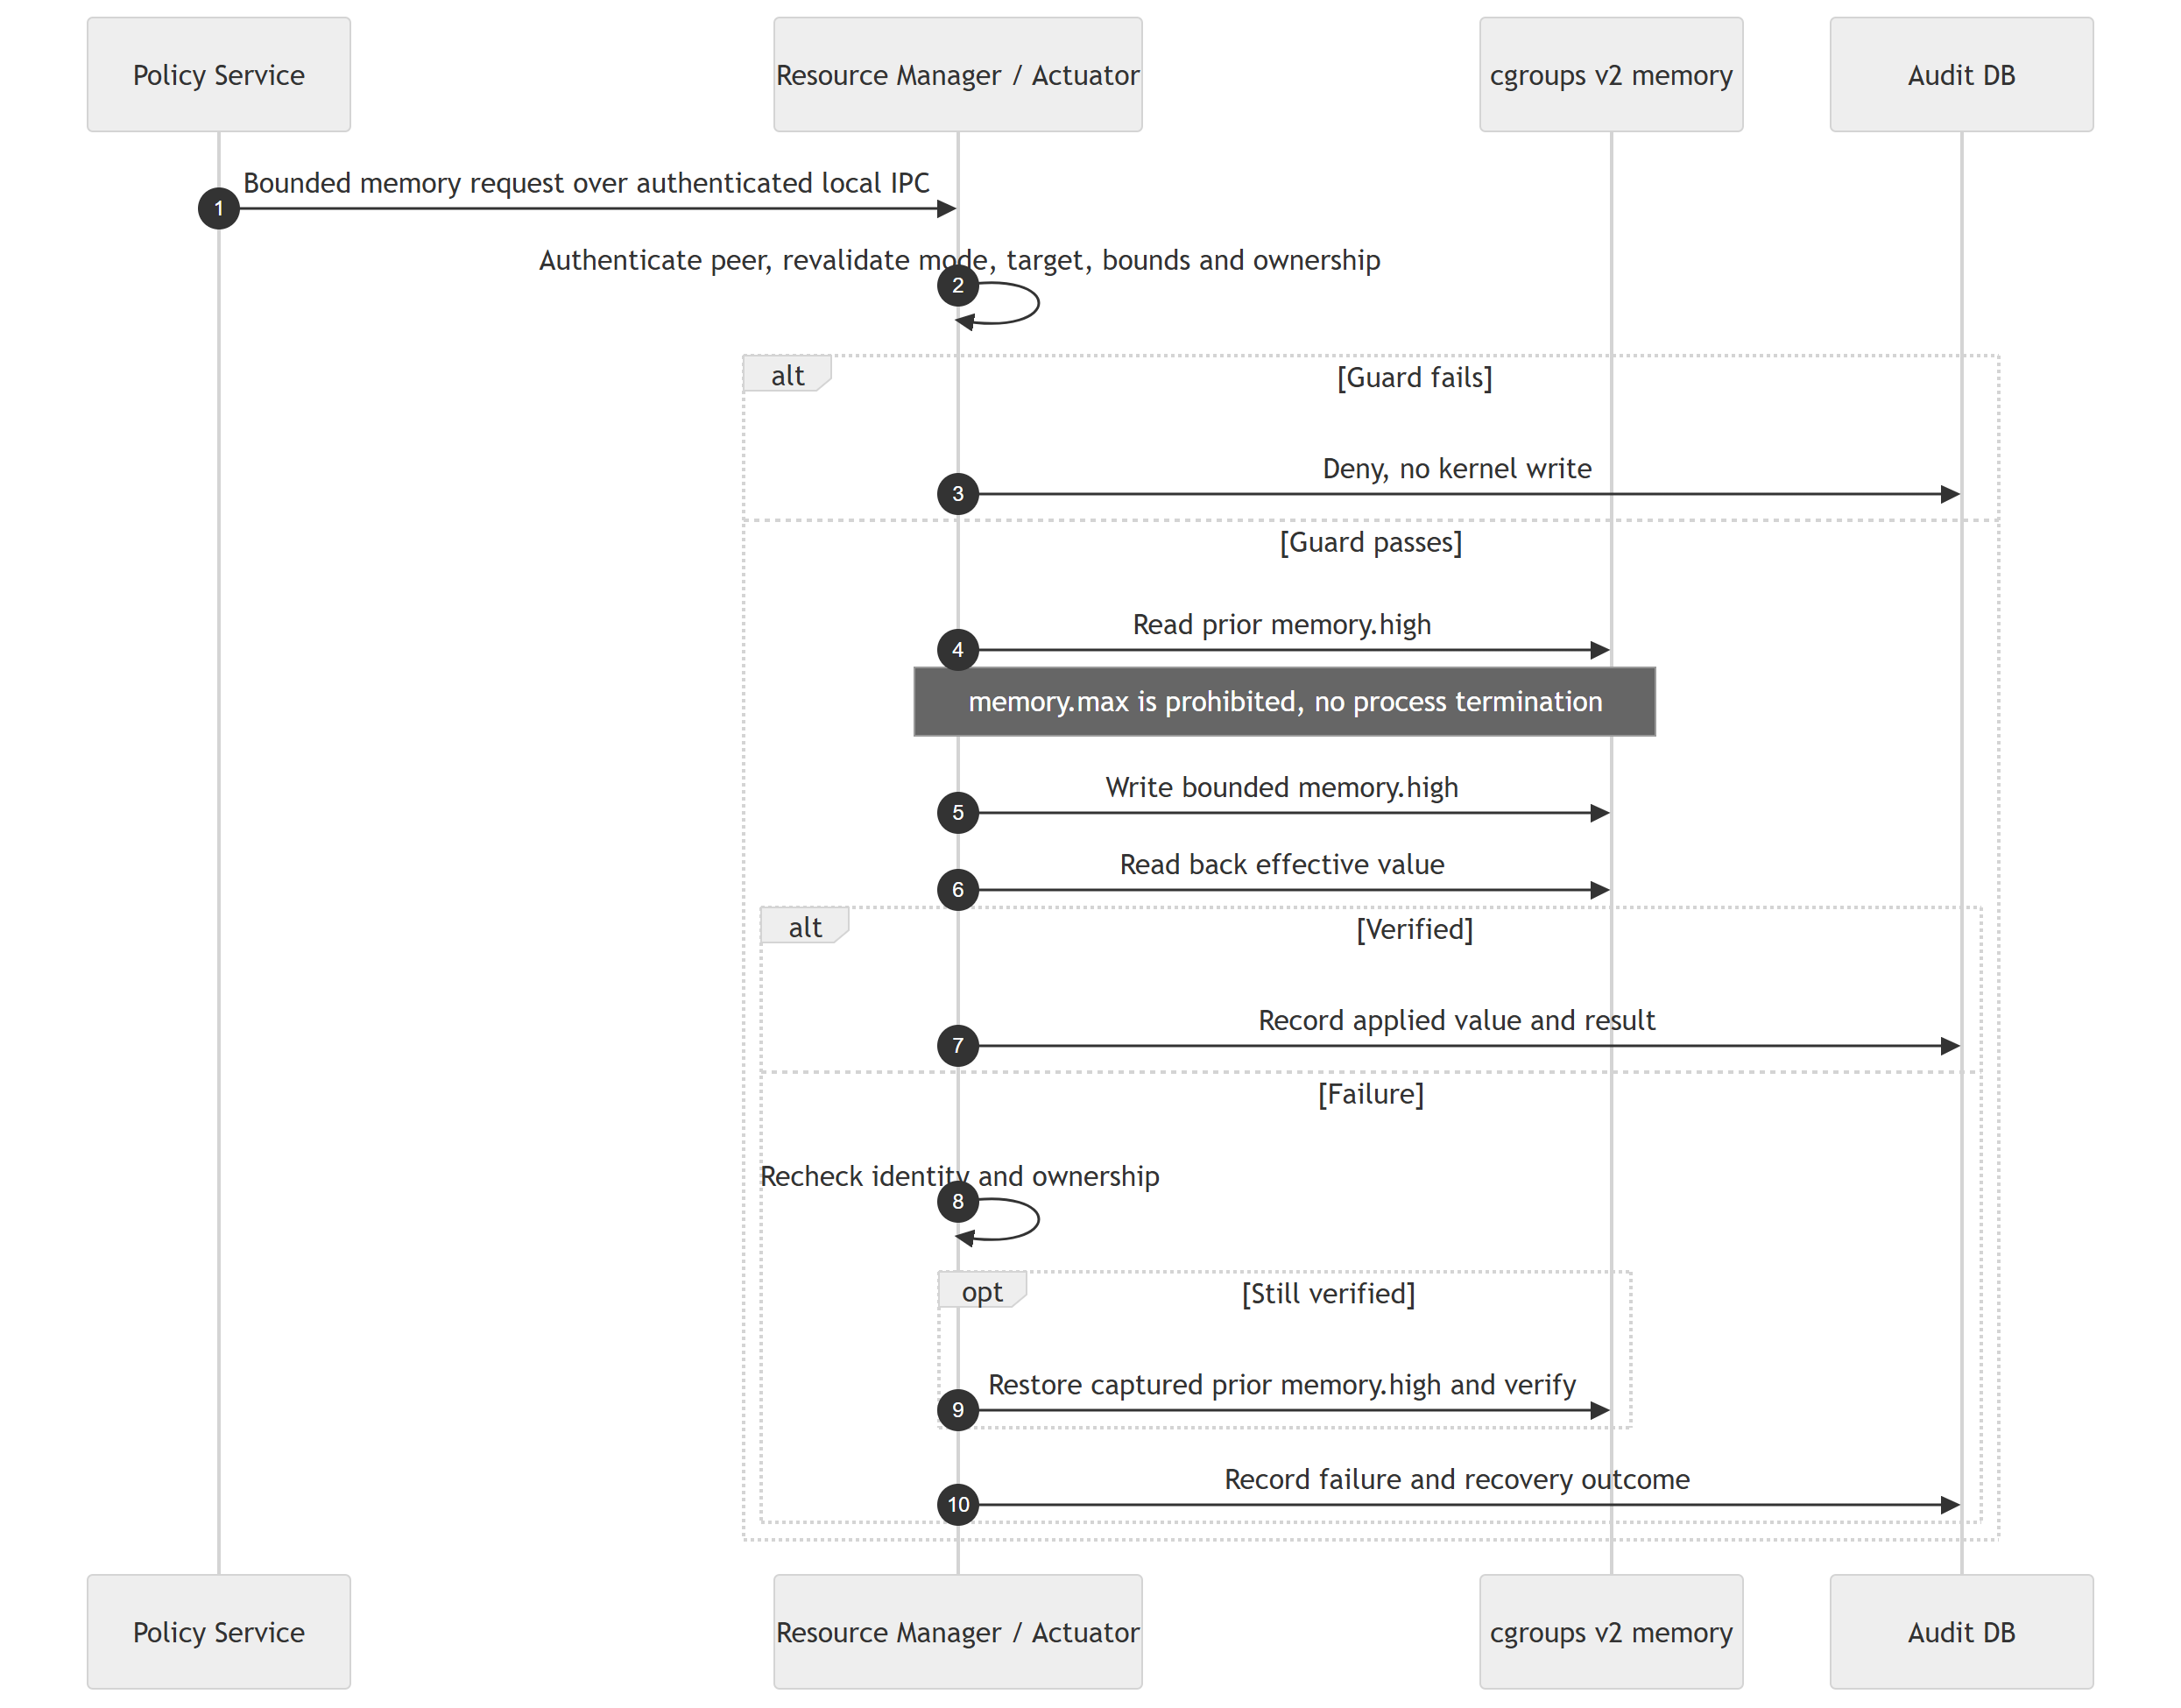 Policy Service
Resource Manager / Actuator
cgroups v2 memory
Audit DB
Bounded memory request over authenticated local IPC
1
Authenticate peer, revalidate mode, target, bounds and ownership
2
alt
[Guard fails]
Deny, no kernel write
3
[Guard passes]
Read prior memory.high
4
memory.max is prohibited, no process termination
Write bounded memory.high
5
Read back effective value
6
alt
[Verified]
Record applied value and result
7
[Failure]
Recheck identity and ownership
8
opt
[Still verified]
Restore captured prior memory.high and verify
9
Record failure and recovery outcome
10
Policy Service
Resource Manager / Actuator
cgroups v2 memory
Audit DB